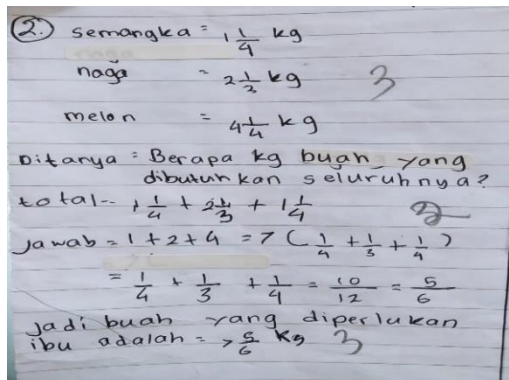 2. semangka = 1 1/4 kg
naga = 2 1/3 kg 3
melon = 4 1/4 kg
Ditanya = Berapa kg buah yang
dibutuhkan seluruhnya?
total-- 1 1/4 + 2 1/3 + 1 1/4 2
Jawab = 1 + 2 + 4 = 7 ( 1/4 + 1/3 + 1/4 )
= 1/4 + 1/3 + 1/4 = 10/12 = 5/6
Jadi buah yang diperlukan
ibu adalah = 7 5/6 kg 3